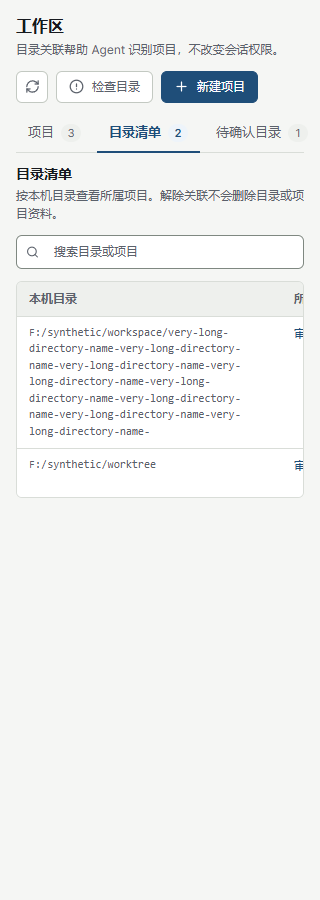 工作区
目录关联帮助 Agent 识别项目，不改变会话权限。
检查目录
新建项目
项目 3
目录清单 2
待确认目录 1
目录清单
按本机目录查看所属项目。解除关联不会删除目录或项
目资料。
搜索目录或项目
本机目录
所
F:/synthetic/workspace/very-long-
directory-name-very-long-directory-
name-very-long-directory-name-very-
long-directory-name-very-long-
directory-name-very-long-directory-
name-very-long-directory-name-very-
long-directory-name-
F:/synthetic/worktree